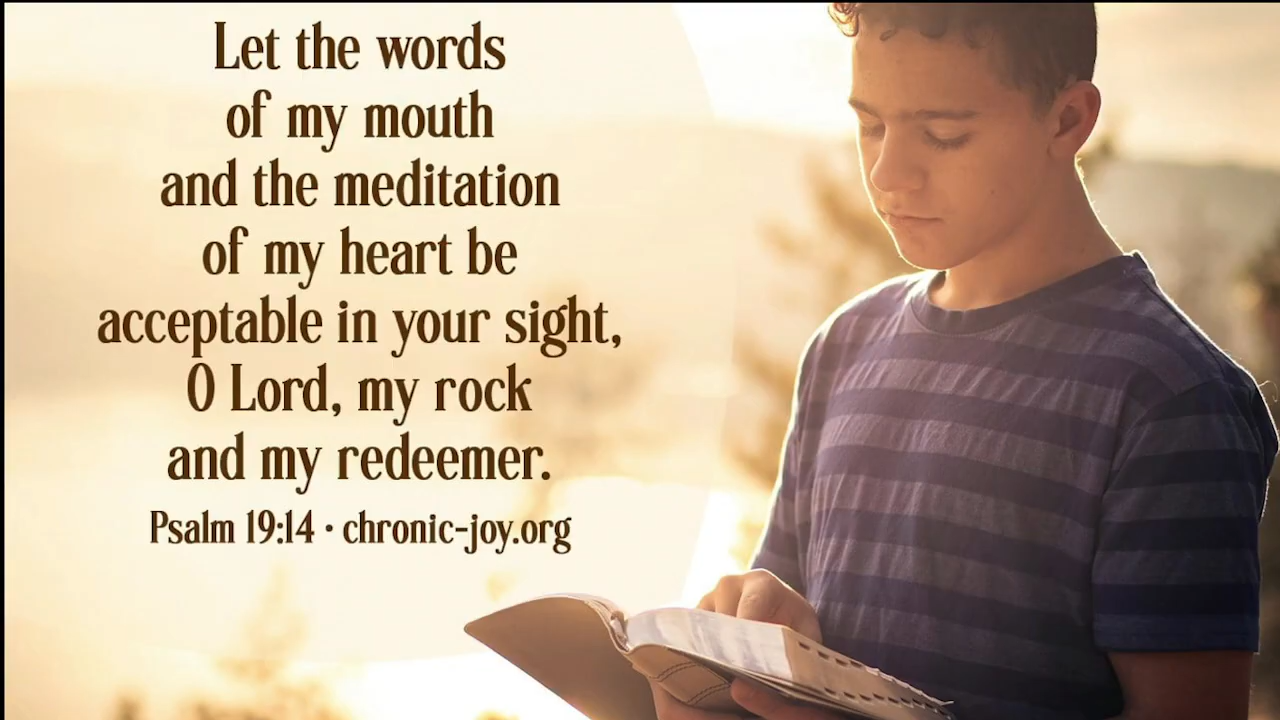 Let the words
of my mouth
and the meditation
of my heart be
acceptable in your sight,
O Lord, my rock
and my redeemer.
Psalm 19:14 • chronic-joy.org